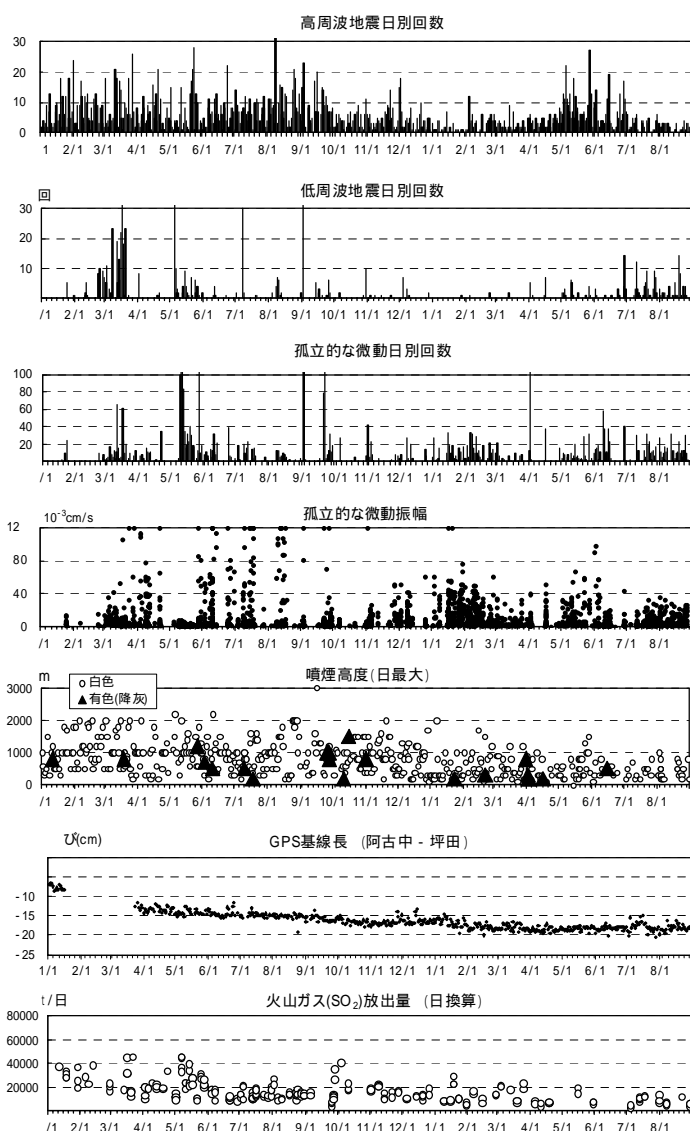 高周波地震日別回数
30
20
10
0
1 2/1 3/1 4/1 5/1 6/1 7/1 8/1 9/1 10/1 11/1 12/1 1/1 2/1 3/1 4/1 5/1 6/1 7/1 8/1
回
低周波地震日別回数
30
20
10
/1 2/1 3/1 4/1 5/1 6/1 7/1 8/1 9/1 10/1 11/1 12/1 1/1 2/1 3/1 4/1 5/1 6/1 7/1 8/1
孤立的な微動日別回数
100
80
60
40
20
/1 2/1 3/1 4/1 5/1 6/1 7/1 8/1 9/1 10/1 11/1 12/1 1/1 2/1 3/1 4/1 5/1 6/1 7/1 8/1
10⁻³cm/s
孤立的な微動振幅
12
80
40
0
/1 2/1 3/1 4/1 5/1 6/1 7/1 8/1 9/1 10/1 11/1 12/1 1/1 2/1 3/1 4/1 5/1 6/1 7/1 8/1
m
噴煙高度(日最大)
○白色
▲有色(降灰)
3000
2000
1000
0
/1 2/1 3/1 4/1 5/1 6/1 7/1 8/1 9/1 10/1 11/1 12/1 1/1 2/1 3/1 4/1 5/1 6/1 7/1 8/1
び(cm)
GPS基線長 (阿古中 - 坪田)
-10
-15
-20
-25
1/1 2/1 3/1 4/1 5/1 6/1 7/1 8/1 9/1 10/1 11/1 12/1 1/1 2/1 3/1 4/1 5/1 6/1 7/1 8/1
t/日
火山ガス(SO₂)放出量 (日換算)
80000
60000
40000
20000
/1 2/1 3/1 4/1 5/1 6/1 7/1 8/1 9/1 10/1 11/1 12/1 1/1 2/1 3/1 4/1 5/1 6/1 7/1 8/1